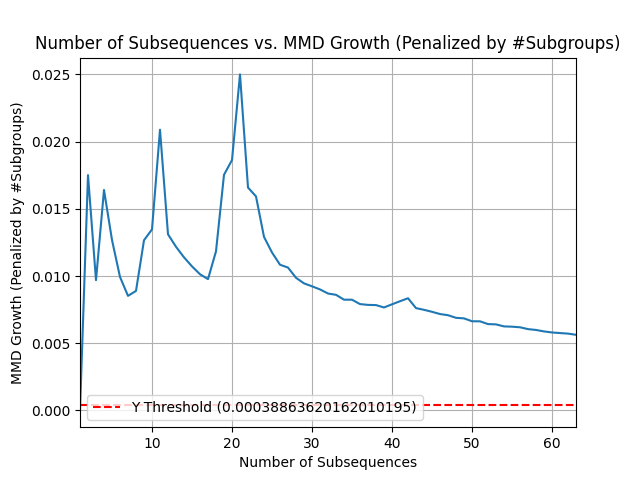 Number of Subsequences vs. MMD Growth (Penalized by #Subgroups)
MMD Growth (Penalized by #Subgroups)
0.025
0.020
0.015
0.010
0.005
0.000
Y Threshold (0.00038863620162010195)
10 20 30 40 50 60
Number of Subsequences